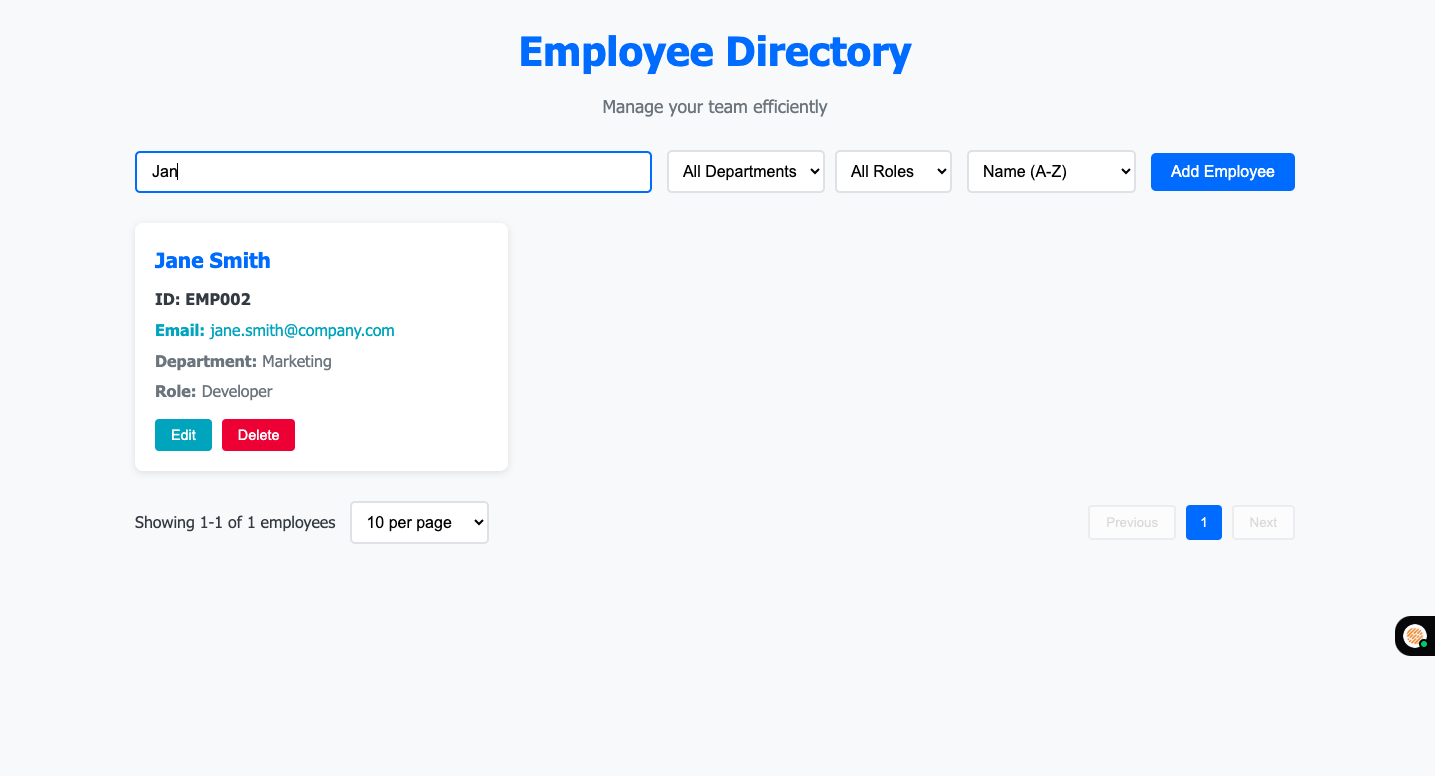 Employee Directory
Manage your team efficiently
Jan All Departments All Roles Name (A-Z) Add Employee
Jane Smith
ID: EMP002
Email: jane.smith@company.com
Department: Marketing
Role: Developer
Edit Delete
Showing 1-1 of 1 employees 10 per page Previous 1 Next